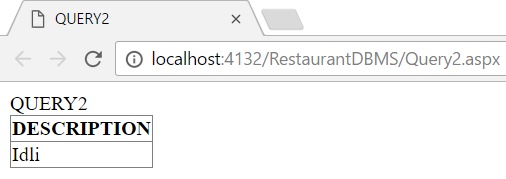 QUERY2
localhost:4132/RestaurantDBMS/Query2.aspx
QUERY2
DESCRIPTION
Idli